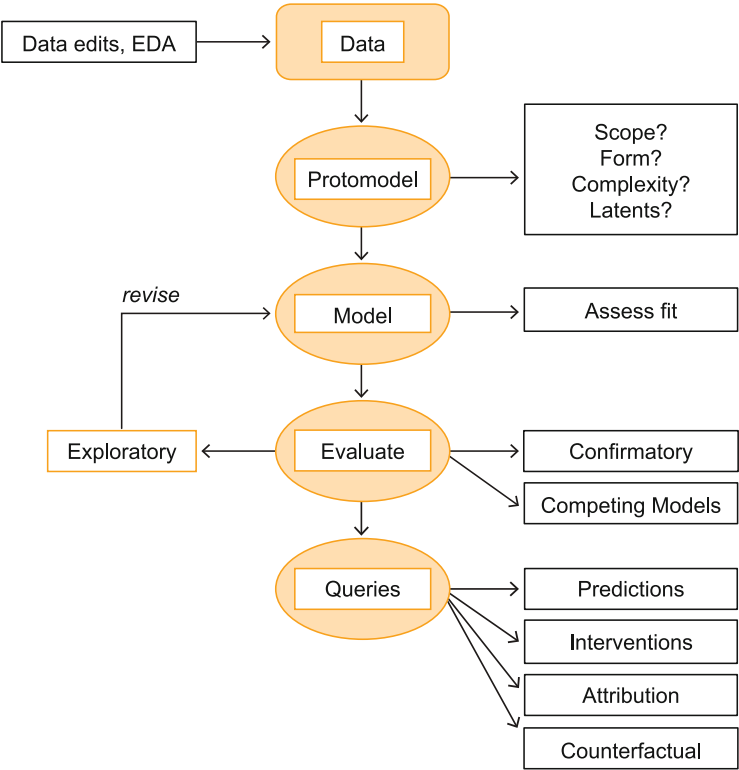 Data edits, EDA
Data
Protomodel
Scope?
Form?
Complexity?
Latents?
revise
Model
Assess fit
Exploratory
Evaluate
Confirmatory
Competing Models
Queries
Predictions
Interventions
Attribution
Counterfactual